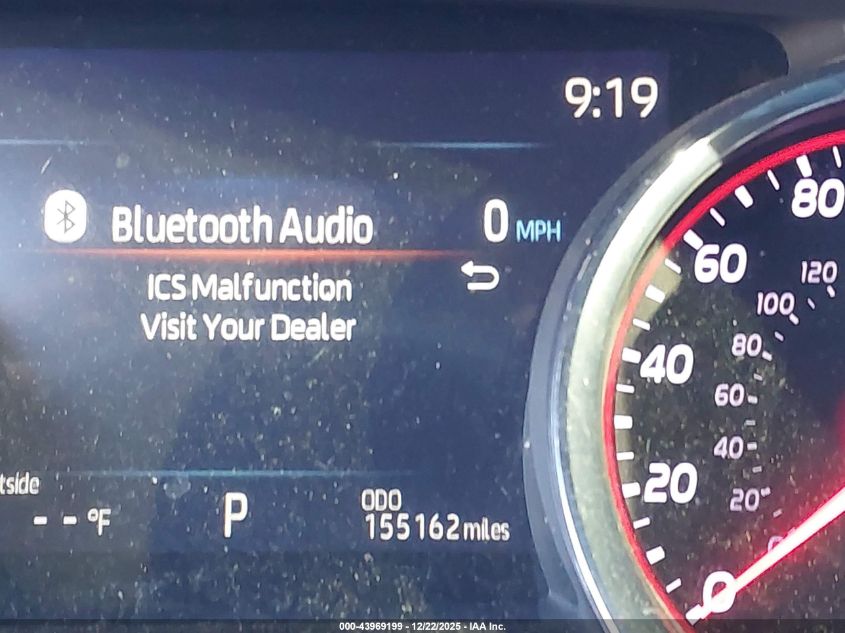 9:19
Bluetooth Audio
0 MPH
ICS Malfunction
Visit Your Dealer
tside
-- °F
P
ODO
155162 miles
80
60
40
20
0
120
100
80
60
40
20
0
000-43969199 - 12/22/2025 - IAA Inc.